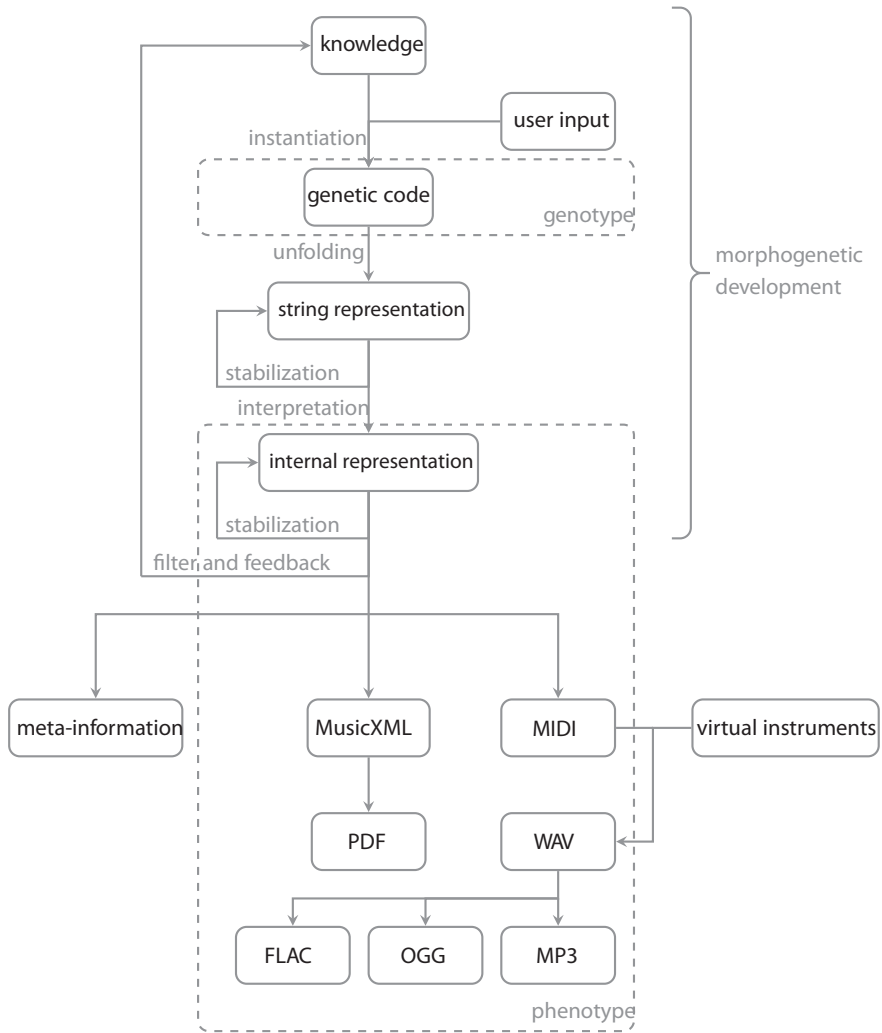 knowledge
user input
instantiation
genetic code
genotype
unfolding
morphogenetic
development
string representation
stabilization
interpretation
internal representation
stabilization
filter and feedback
meta-information
MusicXML
MIDI
virtual instruments
PDF
WAV
FLAC
OGG
MP3
phenotype